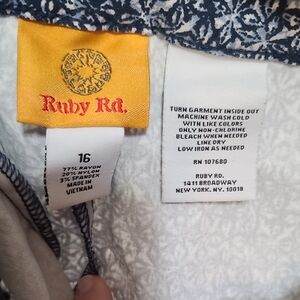 Ruby Rd.
16
77% RAYON
20% NYLON
3% SPANDEX
MADE IN
VIETNAM
TURN GARMENT INSIDE OUT
MACHINE WASH COLD
WITH LIKE COLORS
ONLY NON-CHLORINE
BLEACH WHEN NEEDED
LINE DRY
LOW IRON AS NEEDED
RN 107680
RUBY RD.
1411 BROADWAY
NEW YORK, NY. 10018